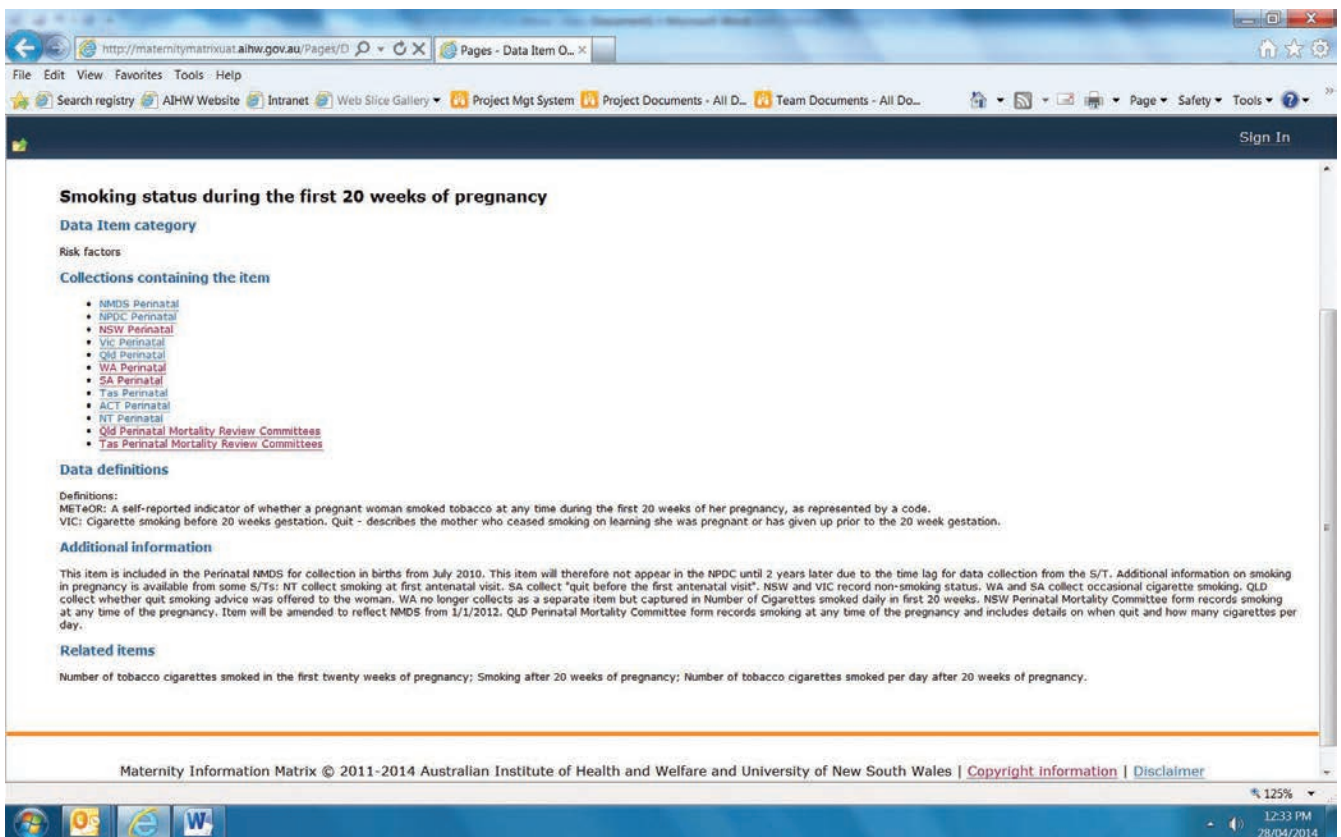 http://maternitymatrixuat.aihw.gov.au/Pages/D
Pages - Data Item O...
File Edit View Favorites Tools Help
Search registry AIHW Website Intranet Web Slice Gallery Project Mgt System Project Documents - All D... Team Documents - All Do... Page Safety Tools
Sign In
Smoking status during the first 20 weeks of pregnancy
Data Item category
Risk factors
Collections containing the item
• NMDS Perinatal
• NPDC Perinatal
• NSW Perinatal
• Vic Perinatal
• Qld Perinatal
• WA Perinatal
• SA Perinatal
• Tas Perinatal
• ACT Perinatal
• NT Perinatal
• Qld Perinatal Mortality Review Committees
• Tas Perinatal Mortality Review Committees
Data definitions
Definitions:
METeOR: A self-reported indicator of whether a pregnant woman smoked tobacco at any time during the first 20 weeks of her pregnancy, as represented by a code.
VIC: Cigarette smoking before 20 weeks gestation. Quit - describes the mother who ceased smoking on learning she was pregnant or has given up prior to the 20 week gestation.
Additional information
This item is included in the Perinatal NMDS for collection in births from July 2010. This item will therefore not appear in the NPDC until 2 years later due to the time lag for data collection from the S/T. Additional information on smoking
in pregnancy is available from some S/Ts: NT collect smoking at first antenatal visit. SA collect "quit before the first antenatal visit". NSW and VIC record non-smoking status. WA and SA collect occasional cigarette smoking. QLD
collect whether quit smoking advice was offered to the woman. WA no longer collects as a separate item but captured in Number of Cigarettes smoked daily in first 20 weeks. NSW Perinatal Mortality Committee form records smoking
at any time of the pregnancy. Item will be amended to reflect NMDS from 1/1/2012. QLD Perinatal Mortality Committee form records smoking at any time of the pregnancy and includes details on when quit and how many cigarettes per
day.
Related items
Number of tobacco cigarettes smoked in the first twenty weeks of pregnancy; Smoking after 20 weeks of pregnancy; Number of tobacco cigarettes smoked per day after 20 weeks of pregnancy.
Maternity Information Matrix © 2011-2014 Australian Institute of Health and Welfare and University of New South Wales | Copyright information | Disclaimer
125%
12:33 PM
28/04/2014